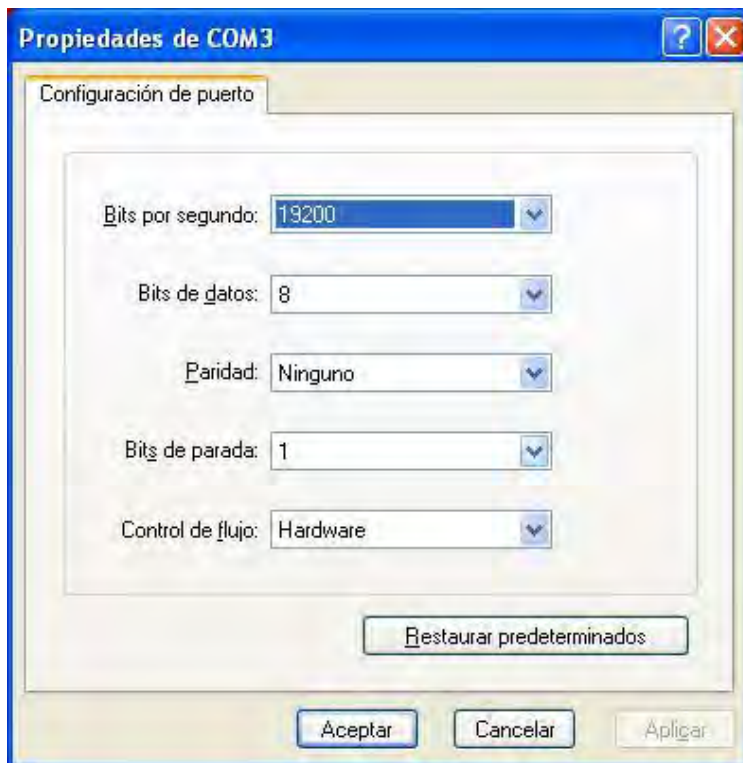 Propiedades de COM3
Configuración de puerto
Bits por segundo: 19200
Bits de datos: 8
Paridad: Ninguno
Bits de parada: 1
Control de flujo: Hardware
Restaurar predeterminados
Aceptar Cancelar Aplicar